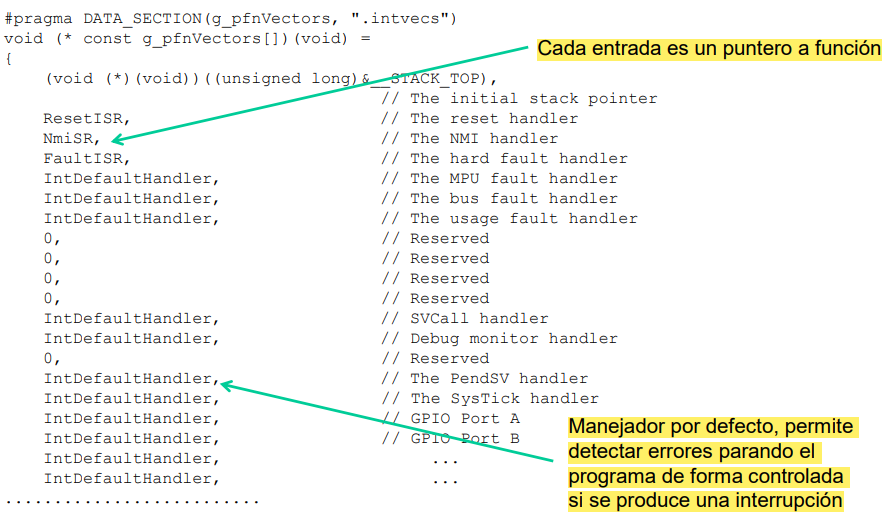 #pragma DATA_SECTION(g_pfnVectors, ".intvecs")
void (* const g_pfnVectors[])(void) =
Cada entrada es un puntero a función
{
(void (*)(void))((unsigned long)&__STACK_TOP),
// The initial stack pointer
ResetISR, // The reset handler
NmiSR, // The NMI handler
FaultISR, // The hard fault handler
IntDefaultHandler, // The MPU fault handler
IntDefaultHandler, // The bus fault handler
IntDefaultHandler, // The usage fault handler
0, // Reserved
0, // Reserved
0, // Reserved
0, // Reserved
IntDefaultHandler, // SVCall handler
IntDefaultHandler, // Debug monitor handler
0, // Reserved
IntDefaultHandler, // The PendSV handler
IntDefaultHandler, // The SysTick handler
IntDefaultHandler, // GPIO Port A
IntDefaultHandler, // GPIO Port B
IntDefaultHandler, ...
IntDefaultHandler, ...
..........................
Manejador por defecto, permite
detectar errores parando el
programa de forma controlada
si se produce una interrupción